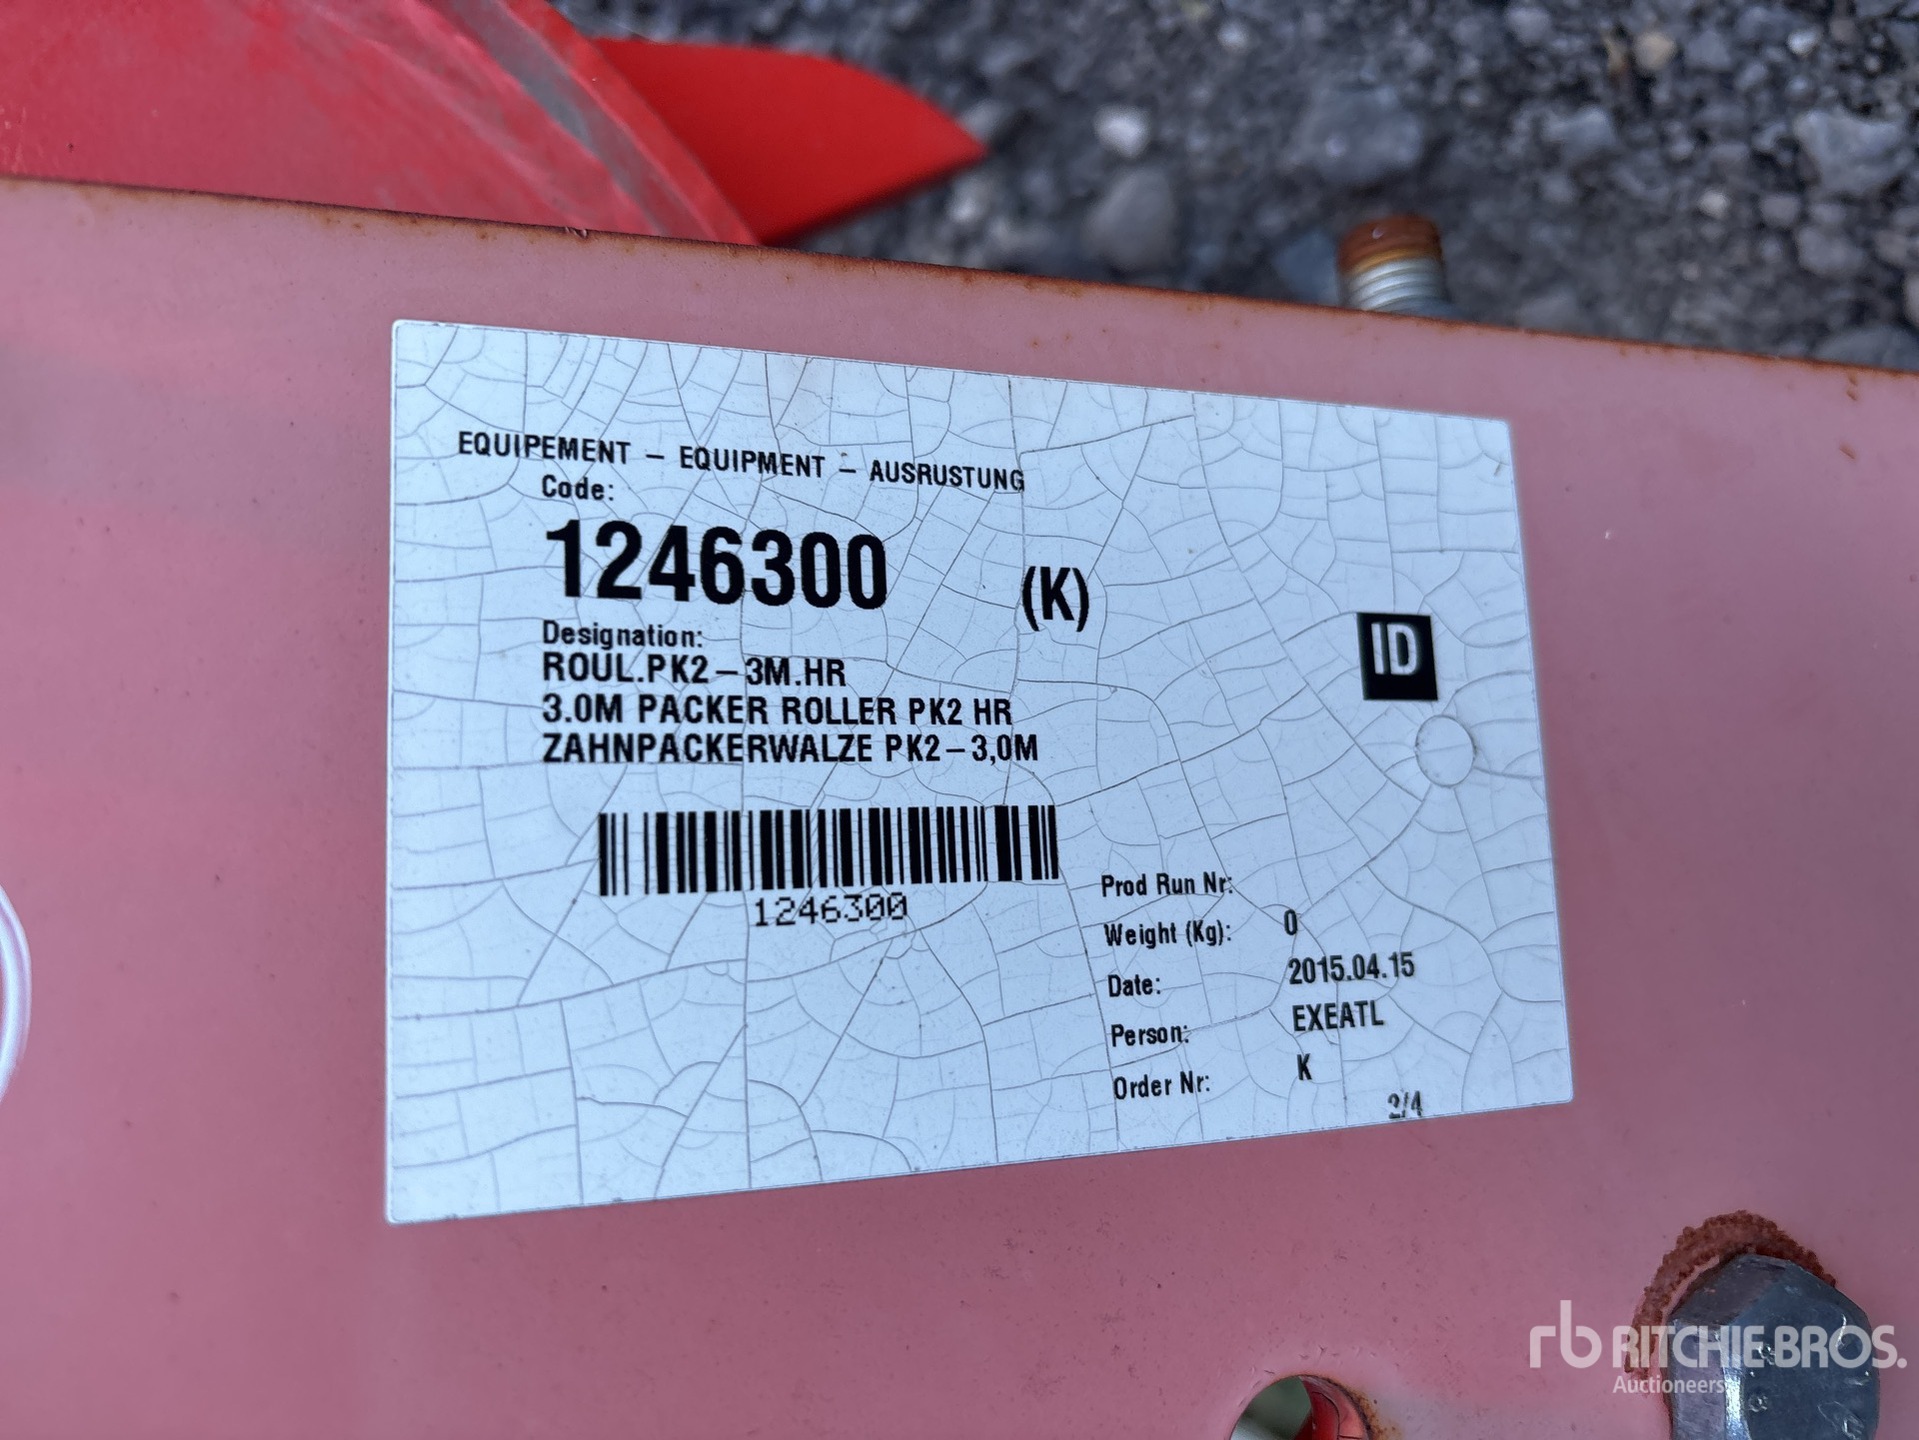 EQUIPEMENT – EQUIPMENT – AUSRUSTUNG
Code:
1246300 (K)
Designation:
ROUL.PK2–3M.HR
3.0M PACKER ROLLER PK2 HR
ZAHNPACKERWALZE PK2–3,0M
ID
1246300
Prod Run Nr:
Weight (Kg): 0
Date: 2015.04.15
Person: EXEATL
Order Nr: K
2/4
rb RITCHIE BROS.
Auctioneers